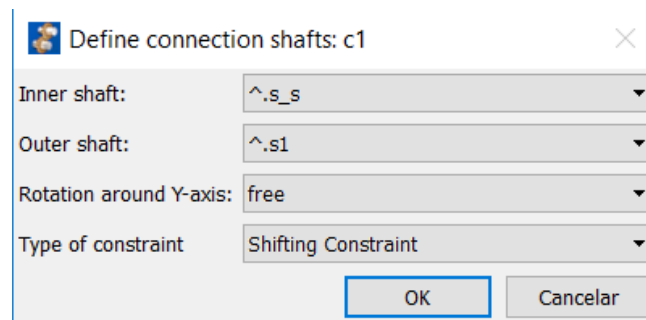 Define connection shafts: c1
Inner shaft: ^.s_s
Outer shaft: ^.s1
Rotation around Y-axis: free
Type of constraint Shifting Constraint
OK Cancelar